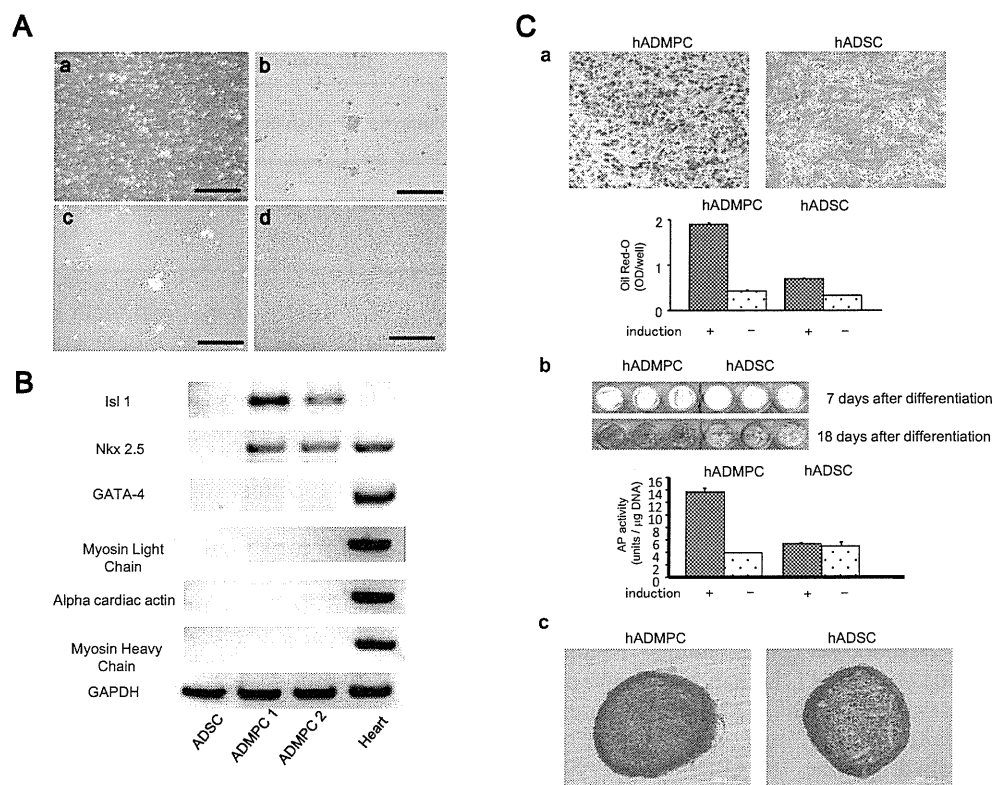 A
a
b
c
d
B
Isl 1
Nkx 2.5
GATA-4
Myosin Light
Chain
Alpha cardiac actin
Myosin Heavy
Chain
GAPDH
ADSC
ADMPC 1
ADMPC 2
Heart
C
hADMPC
hADSC
a
hADMPC
hADSC
Oil Red-O
(OD/well)
2
1
0
induction + − + −
b
hADMPC
hADSC
7 days after differentiation
18 days after differentiation
hADMPC
hADSC
AP activity
(units / μg DNA)
16
14
12
10
8
6
4
2
0
induction + − + −
c
hADMPC
hADSC